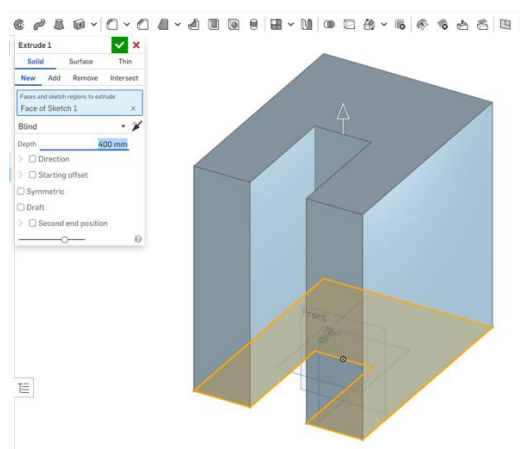 Extrude 1
Solid Surface Thin
New Add Remove Intersect
Faces and sketch regions to extrude
Face of Sketch 1
Blind
Depth 400 mm
Direction
Starting offset
Symmetric
Draft
Second end position
Front